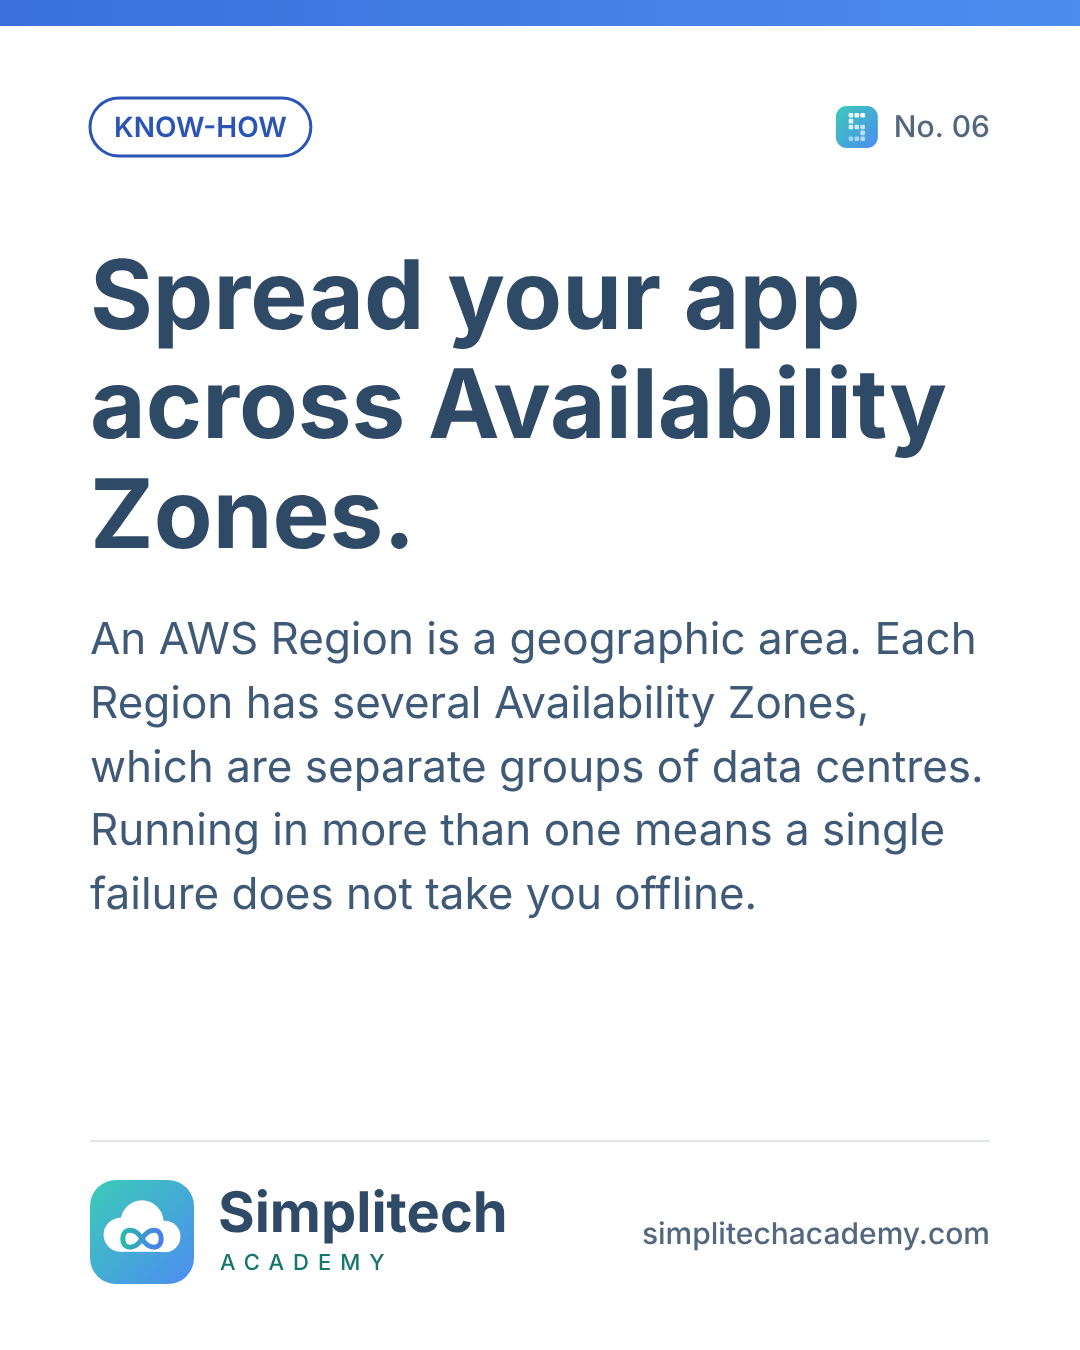 KNOW-HOW
No. 06
Spread your app
across Availability
Zones.
An AWS Region is a geographic area. Each
Region has several Availability Zones,
which are separate groups of data centres.
Running in more than one means a single
failure does not take you offline.
Simplitech
ACADEMY
simplitechacademy.com